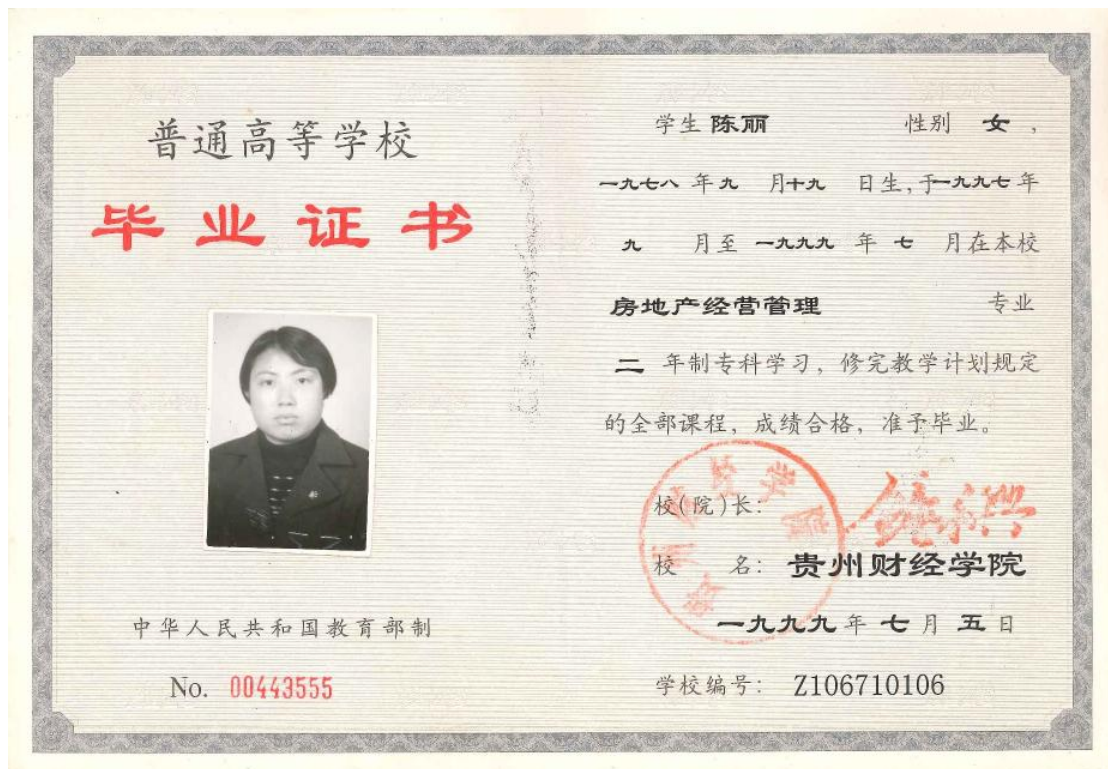 普通高等学校
毕业证书
中华人民共和国教育部制
No. 00443555
学生 陈丽 性别 女，
一九七八 年 九 月 十九 日生，于 一九九七 年
九 月至 一九九九 年 七 月在本校
房地产经营管理 专业
二 年制专科学习，修完教学计划规定
的全部课程，成绩合格，准予毕业。
校（院）长：
校 名： 贵州财经学院
一九九九 年 七 月 五 日
学校编号： Z106710106
贵州财经学院